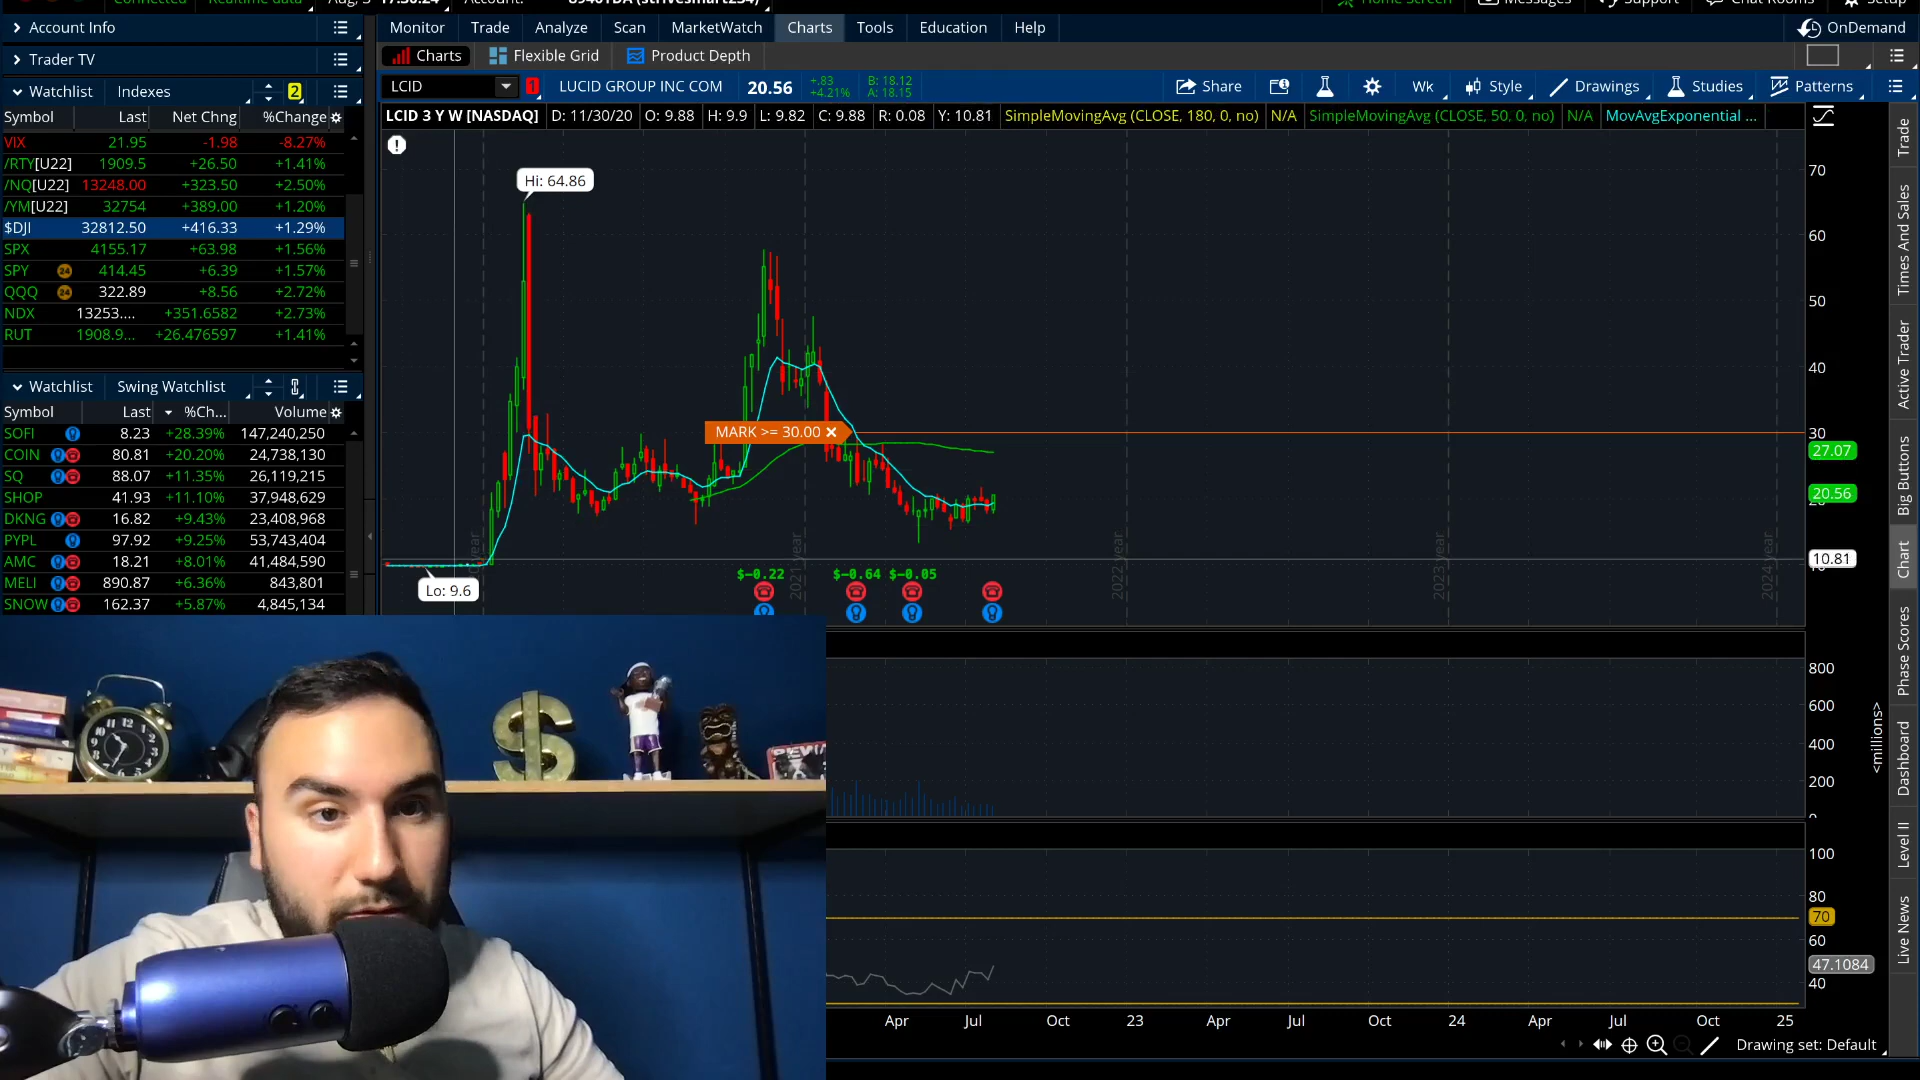 Account Info
Trader TV
Monitor Trade Analyze Scan MarketWatch Charts Tools Education Help
OnDemand
Charts Flexible Grid Product Depth
Watchlist Indexes 2
LCID 1 LUCID GROUP INC COM 20.56 +.83 +4.21% B: 18.12 A: 18.15 Share Wk Style Drawings Studies Patterns
LCID 3 Y W [NASDAQ] D: 11/30/20 O: 9.88 H: 9.9 L: 9.82 C: 9.88 R: 0.08 Y: 10.81 SimpleMovingAvg (CLOSE, 180, 0, no) N/A SimpleMovingAvg (CLOSE, 50, 0, no) N/A MovAvgExponential ...
Symbol Last Net Chng %Change
VIX 21.95 -1.98 -8.27%
/RTY[U22] 1909.5 +26.50 +1.41%
/NQ[U22] 13248.00 +323.50 +2.50%
/YM[U22] 32754 +389.00 +1.20%
$DJI 32812.50 +416.33 +1.29%
SPX 4155.17 +63.98 +1.56%
SPY 24 414.45 +6.39 +1.57%
QQQ 24 322.89 +8.56 +2.72%
NDX 13253.... +351.6582 +2.73%
RUT 1908.9... +26.476597 +1.41%
Watchlist Swing Watchlist
Symbol Last %Ch... Volume
SOFI 8.23 +28.39% 147,240,250
COIN 80.81 +20.20% 24,738,130
SQ 88.07 +11.35% 26,119,215
SHOP 41.93 +11.10% 37,948,629
DKNG 16.82 +9.43% 23,408,968
PYPL 97.92 +9.25% 53,743,404
AMC 18.21 +8.01% 41,484,590
MELI 890.87 +6.36% 843,801
SNOW 162.37 +5.87% 4,845,134
Hi: 64.86
MARK >= 30.00
Lo: 9.6
$-0.22 $-0.64 $-0.05
2021 year
2022 year
2023 year
2024 year
70
60
50
40
30
27.07
20.56
10.81
800
600
400
200
<millions>
100
80
70
60
47.1084
40
Apr Jul Oct 23 Apr Jul Oct 24 Apr Jul Oct 25
Drawing set: Default
Trade
Times And Sales
Active Trader
Big Buttons
Chart
Phase Scores
Dashboard
Level II
Live News